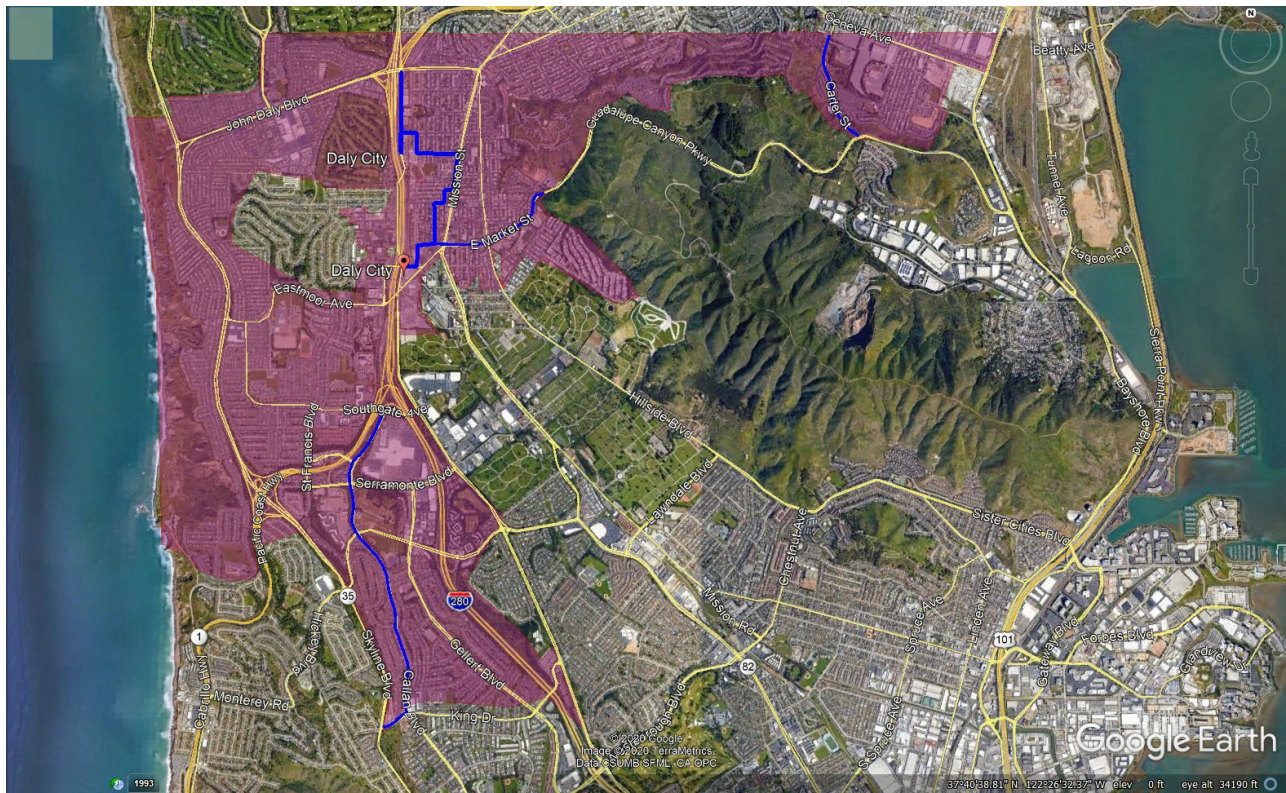 N
Geneva Ave
Beatty Ave
John Daly Blvd
Carter St
Guadalupe Canyon Pkwy
Daly City
Mission St
Tunnel Ave
E Market St
Lagoon Rd
Daly City
Eastmoor Ave
Sierra Point Pkwy
Bayshore Blvd
Southgate Ave
Hillside Blvd
St Francis Blvd
Serramonte Blvd
Pacific Coast Hwy
Lawndale Blvd
Chestnut Ave
Sister Cities Blvd
35
280
Mission Rd
Spruce Ave
Linden Ave
1
Hickey Blvd
Skyline Blvd
Gellert Blvd
101
Gateway Blvd
Forbes Blvd
Grandview Dr
82
Cabrillo Hwy
Monterey Rd
Callan Blvd
King Dr
S Spruce Ave
© 2020 Google
Image © 2020 TerraMetrics
Data CSUMB SFML, CA OPC
Google Earth
1993
37°40'38.81" N 122°26'32.37" W elev 0 ft eye alt 34190 ft